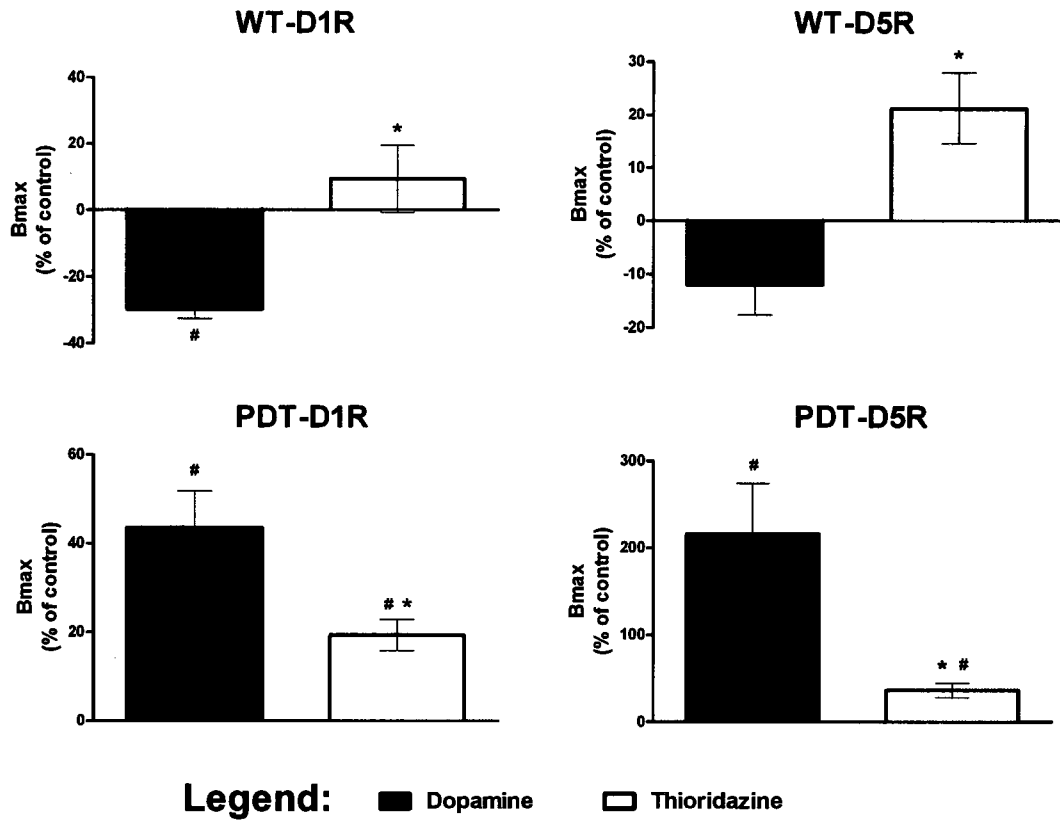 WT-D1R
Bmax
(% of control)
40
20
0
-20
-40
*
#
WT-D5R
Bmax
(% of control)
30
20
10
0
-10
-20
*
PDT-D1R
Bmax
(% of control)
60
40
20
0
#
# *
PDT-D5R
Bmax
(% of control)
300
200
100
0
#
* #
Legend: Dopamine Thioridazine